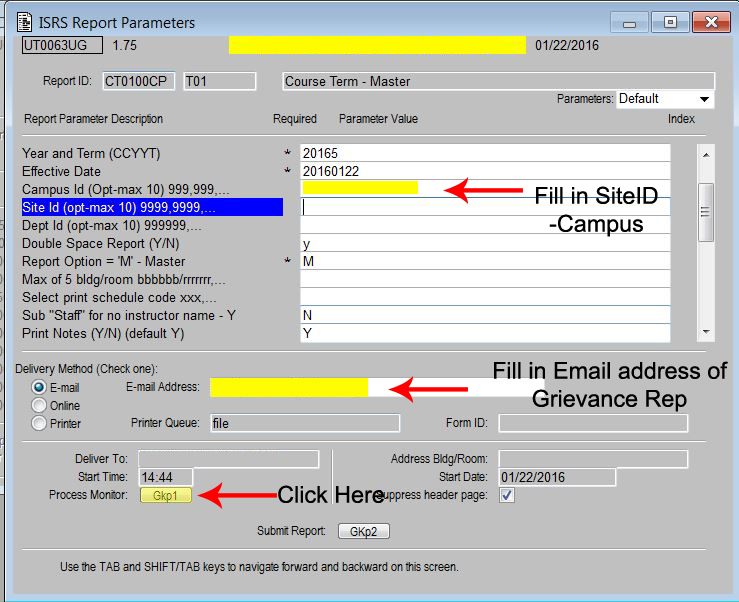 ISRS Report Parameters
UT0063UG 1.75 01/22/2016
Report ID: CT0100CP T01 Course Term - Master
Parameters: Default
Report Parameter Description Required Parameter Value Index
Year and Term (CCYYT) * 20165
Effective Date * 20160122
Campus Id (Opt-max 10) 999,999,...
Site Id (opt-max 10) 9999,9999,...
Fill in SiteID
-Campus
Dept Id (opt-max 10) 999999,...
Double Space Report (Y/N) y
Report Option = 'M' - Master * M
Max of 5 bldg/room bbbbbb/rrrrrrr,...
Select print schedule code xxx,...
Sub "Staff" for no instructor name - Y N
Print Notes (Y/N) (default Y) Y
Delivery Method (Check one):
E-mail E-mail Address:
Fill in Email address of
Grievance Rep
Online
Printer Printer Queue: file Form ID:
Deliver To: Address Bldg/Room:
Start Time: 14:44 Start Date: 01/22/2016
Process Monitor: Gkp1 Click Here uppress header page:
Submit Report: GKp2
Use the TAB and SHIFT/TAB keys to navigate forward and backward on this screen.